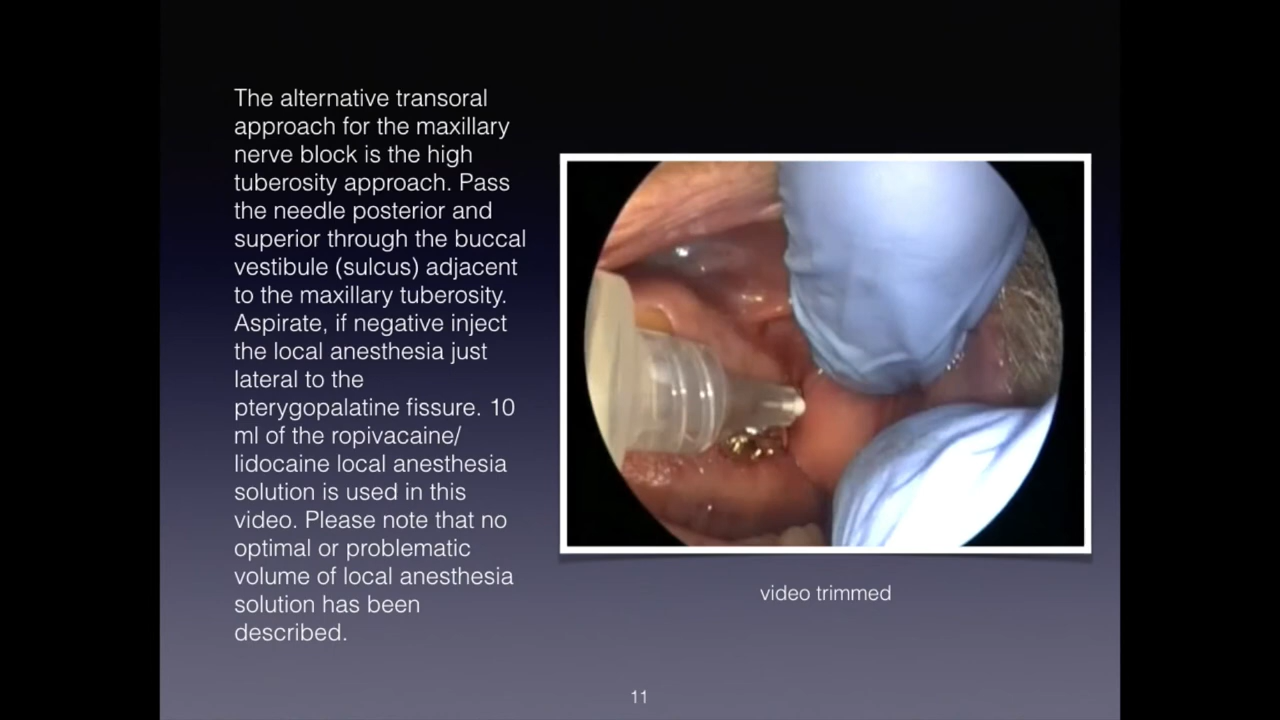 The alternative transoral
approach for the maxillary
nerve block is the high
tuberosity approach. Pass
the needle posterior and
superior through the buccal
vestibule (sulcus) adjacent
to the maxillary tuberosity.
Aspirate, if negative inject
the local anesthesia just
lateral to the
pterygopalatine fissure. 10
ml of the ropivacaine/
lidocaine local anesthesia
solution is used in this
video. Please note that no
optimal or problematic
volume of local anesthesia
solution has been
described.
video trimmed
11